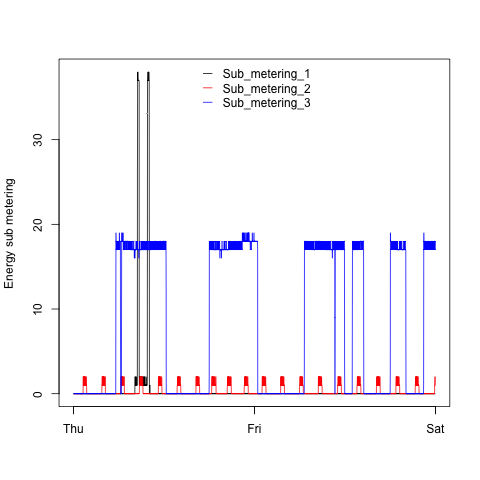 Sub_metering_1
Sub_metering_2
Sub_metering_3
Energy sub metering
30
20
10
0
Thu Fri Sat